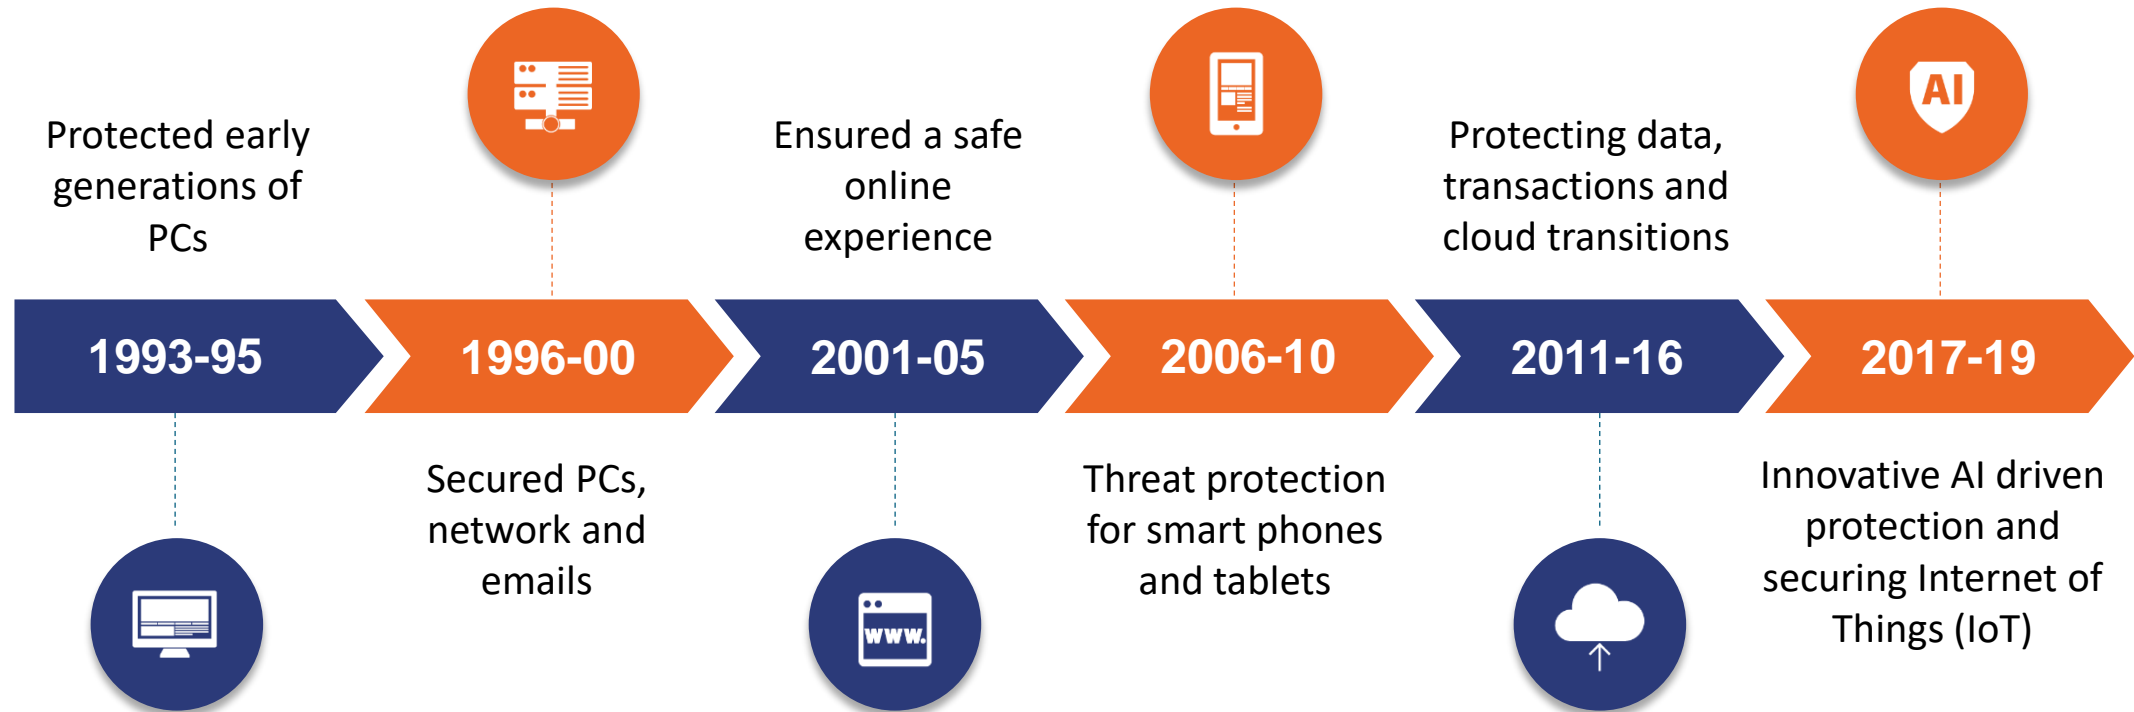 Protected early
generations of
PCs
1993-95
1996-00
Secured PCs,
network and
emails
Ensured a safe
online
experience
2001-05
www.
2006-10
Threat protection
for smart phones
and tablets
Protecting data,
transactions and
cloud transitions
2011-16
AI
2017-19
Innovative AI driven
protection and
securing Internet of
Things (IoT)